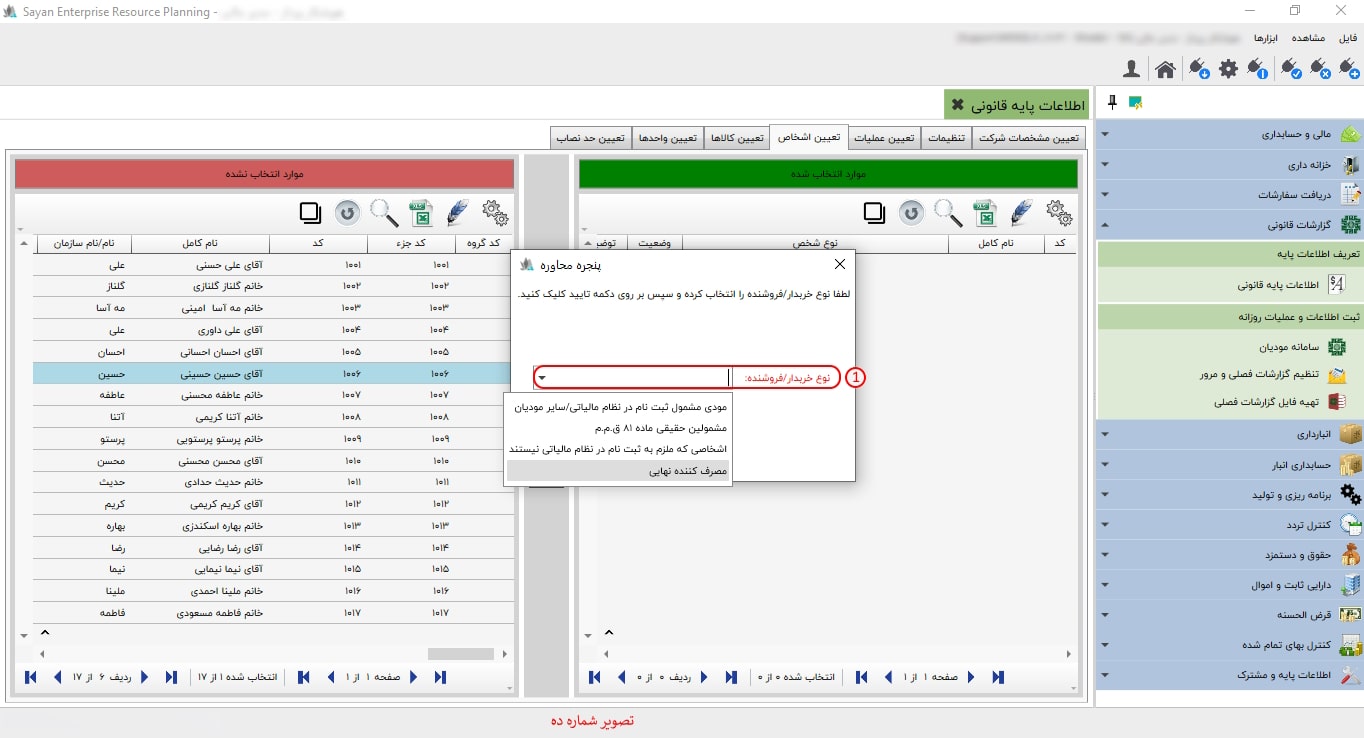 Sayan Enterprise Resource Planning -
فایل مشاهده ابزارها
اطلاعات پایه قانونی
تعیین مشخصات شرکت
تنظیمات
تعیین عملیات
تعیین اشخاص
تعیین کالاها
تعیین واحدها
تعیین حد نصاب
مالی و حسابداری
خزانه داری
دریافت سفارشات
گزارشات قانونی
تعریف اطلاعات پایه
اطلاعات پایه قانونی
ثبت اطلاعات و عملیات روزانه
سامانه مودیان
تنظیم گزارشات فصلی و مرور
تهیه فایل گزارشات فصلی
انبارداری
حسابداری انبار
برنامه ریزی و تولید
کنترل تردد
حقوق و دستمزد
دارایی ثابت و اموال
قرض الحسنه
کنترل بهای تمام شده
اطلاعات پایه و مشترک
موارد انتخاب شده
کد نام کامل نوع شخص وضعیت توضی
پنجره محاوره
لطفا نوع خریدار/فروشنده را انتخاب کرده و سپس بر روی دکمه تایید کلیک کنید.
نوع خریدار/فروشنده:
1
مودی مشمول ثبت نام در نظام مالیاتی/سایر مودیان
مشمولین حقیقی ماده ۸۱ ق.م.م
اشخاصی که ملزم به ثبت نام در نظام مالیاتی نیستند
مصرف کننده نهایی
صفحه ۱ از ۱
انتخاب شده ۰ از ۰
ردیف ۰ از ۰
موارد انتخاب نشده
کد گروه کد جزء کد نام کامل نام/نام سازمان
۱۰۰۱ ۱۰۰۱ آقای علی حسنی علی
۱۰۰۲ ۱۰۰۲ خانم گلناز گلنازی گلناز
۱۰۰۳ ۱۰۰۳ خانم مه آسا امینی مه آسا
۱۰۰۴ ۱۰۰۴ آقای علی داوری علی
۱۰۰۵ ۱۰۰۵ آقای احسان احسانی احسان
۱۰۰۶ ۱۰۰۶ آقای حسین حسینی حسین
۱۰۰۷ ۱۰۰۷ خانم عاطفه محسنی عاطفه
۱۰۰۸ ۱۰۰۸ خانم آتنا کریمی آتنا
۱۰۰۹ ۱۰۰۹ خانم پرستو پرستویی پرستو
۱۰۱۰ ۱۰۱۰ آقای محسن محسنی محسن
۱۰۱۱ ۱۰۱۱ خانم حدیث حدادی حدیث
۱۰۱۲ ۱۰۱۲ آقای کریم کریمی کریم
۱۰۱۳ ۱۰۱۳ خانم بهاره اسکندزی بهاره
۱۰۱۴ ۱۰۱۴ آقای رضا رضایی رضا
۱۰۱۵ ۱۰۱۵ آقای نیما نیمایی نیما
۱۰۱۶ ۱۰۱۶ خانم ملینا احمدی ملینا
۱۰۱۷ ۱۰۱۷ خانم فاطمه مسعودی فاطمه
صفحه ۱ از ۱
انتخاب شده ۱ از ۱۷
ردیف ۶ از ۱۷
تصویر شماره ده